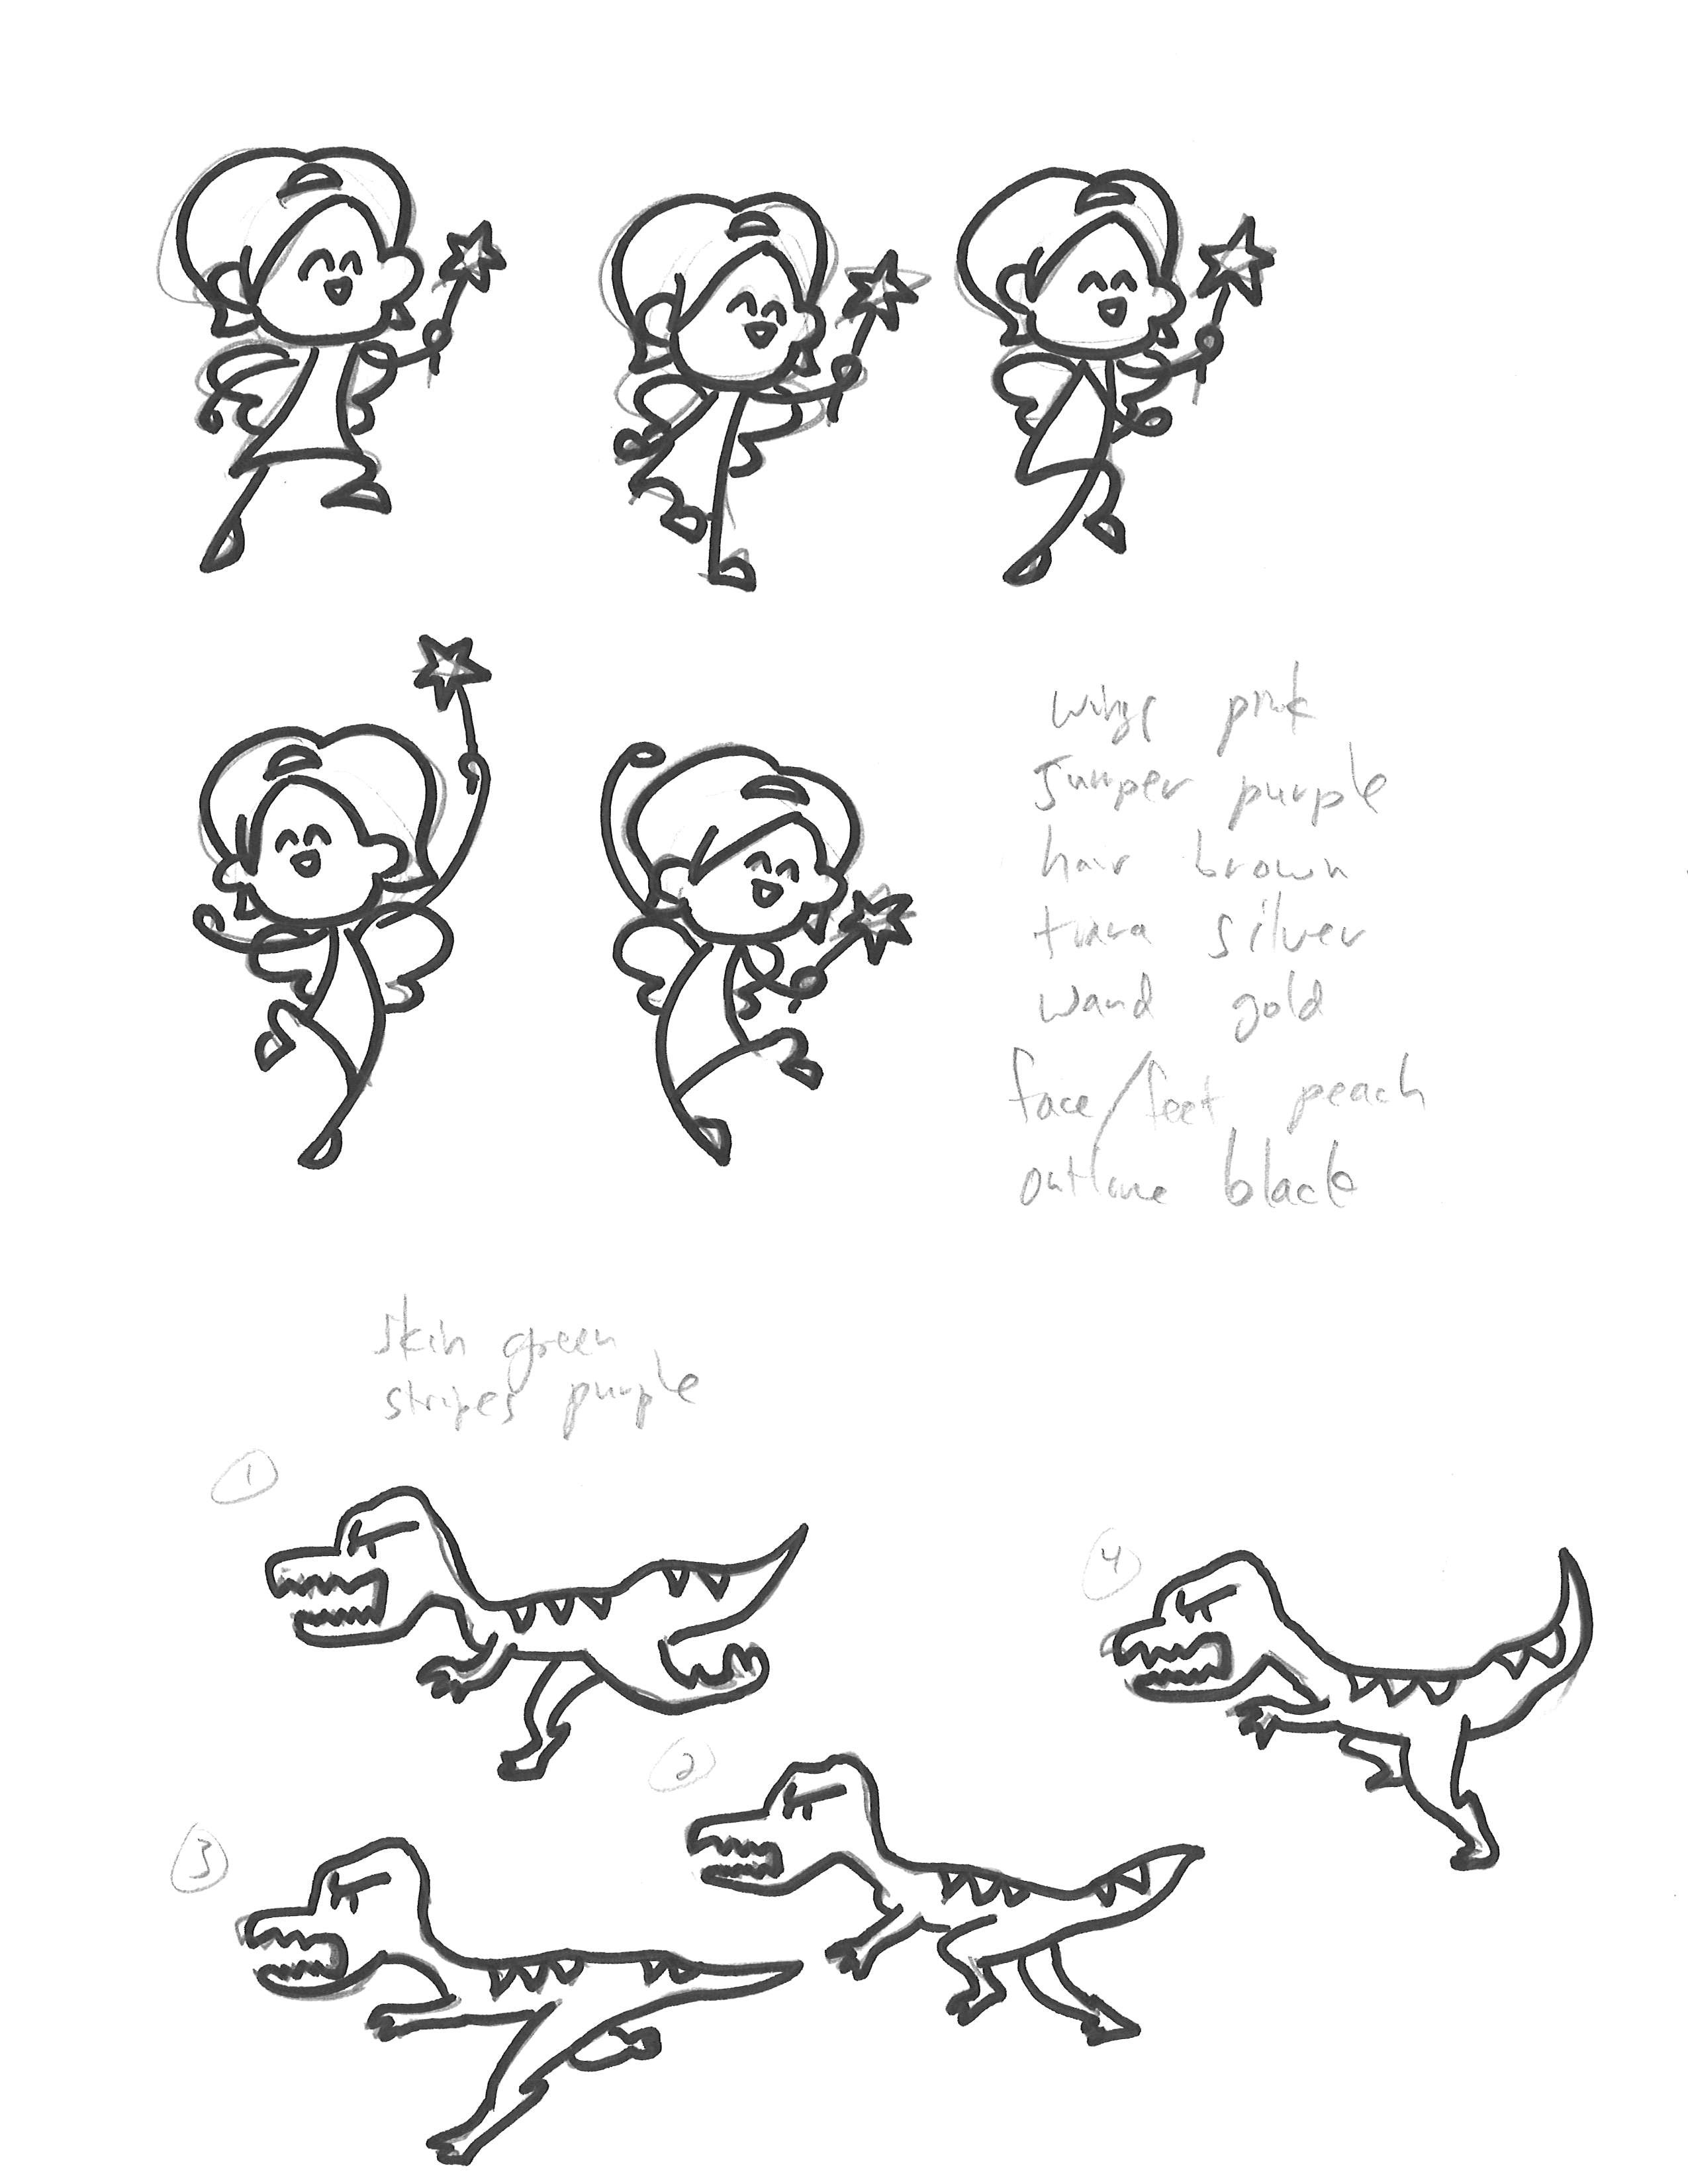 wings pink
Jumper purple
hair brown
tiara silver
wand gold
face/feet peach
outline black
skin green
stripes purple
1
4
2
3